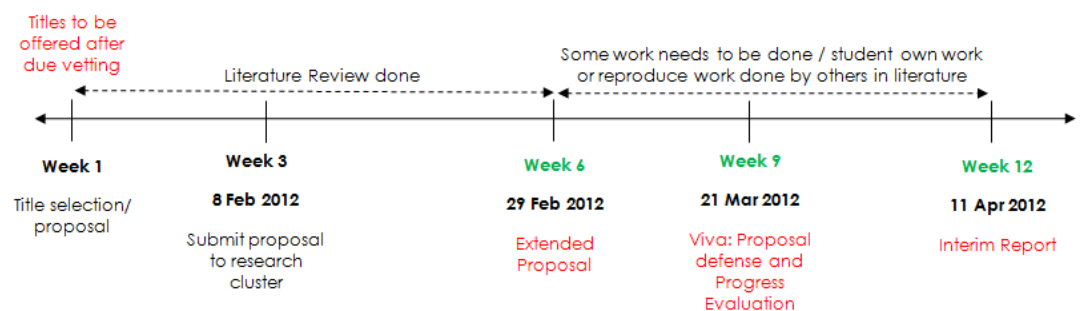 Titles to be
offered after
due vetting
Literature Review done
Some work needs to be done / student own work
or reproduce work done by others in literature
Week 1
Title selection/
proposal
Week 3
8 Feb 2012
Submit proposal
to research
cluster
Week 6
29 Feb 2012
Extended
Proposal
Week 9
21 Mar 2012
Viva: Proposal
defense and
Progress
Evaluation
Week 12
11 Apr 2012
Interim Report